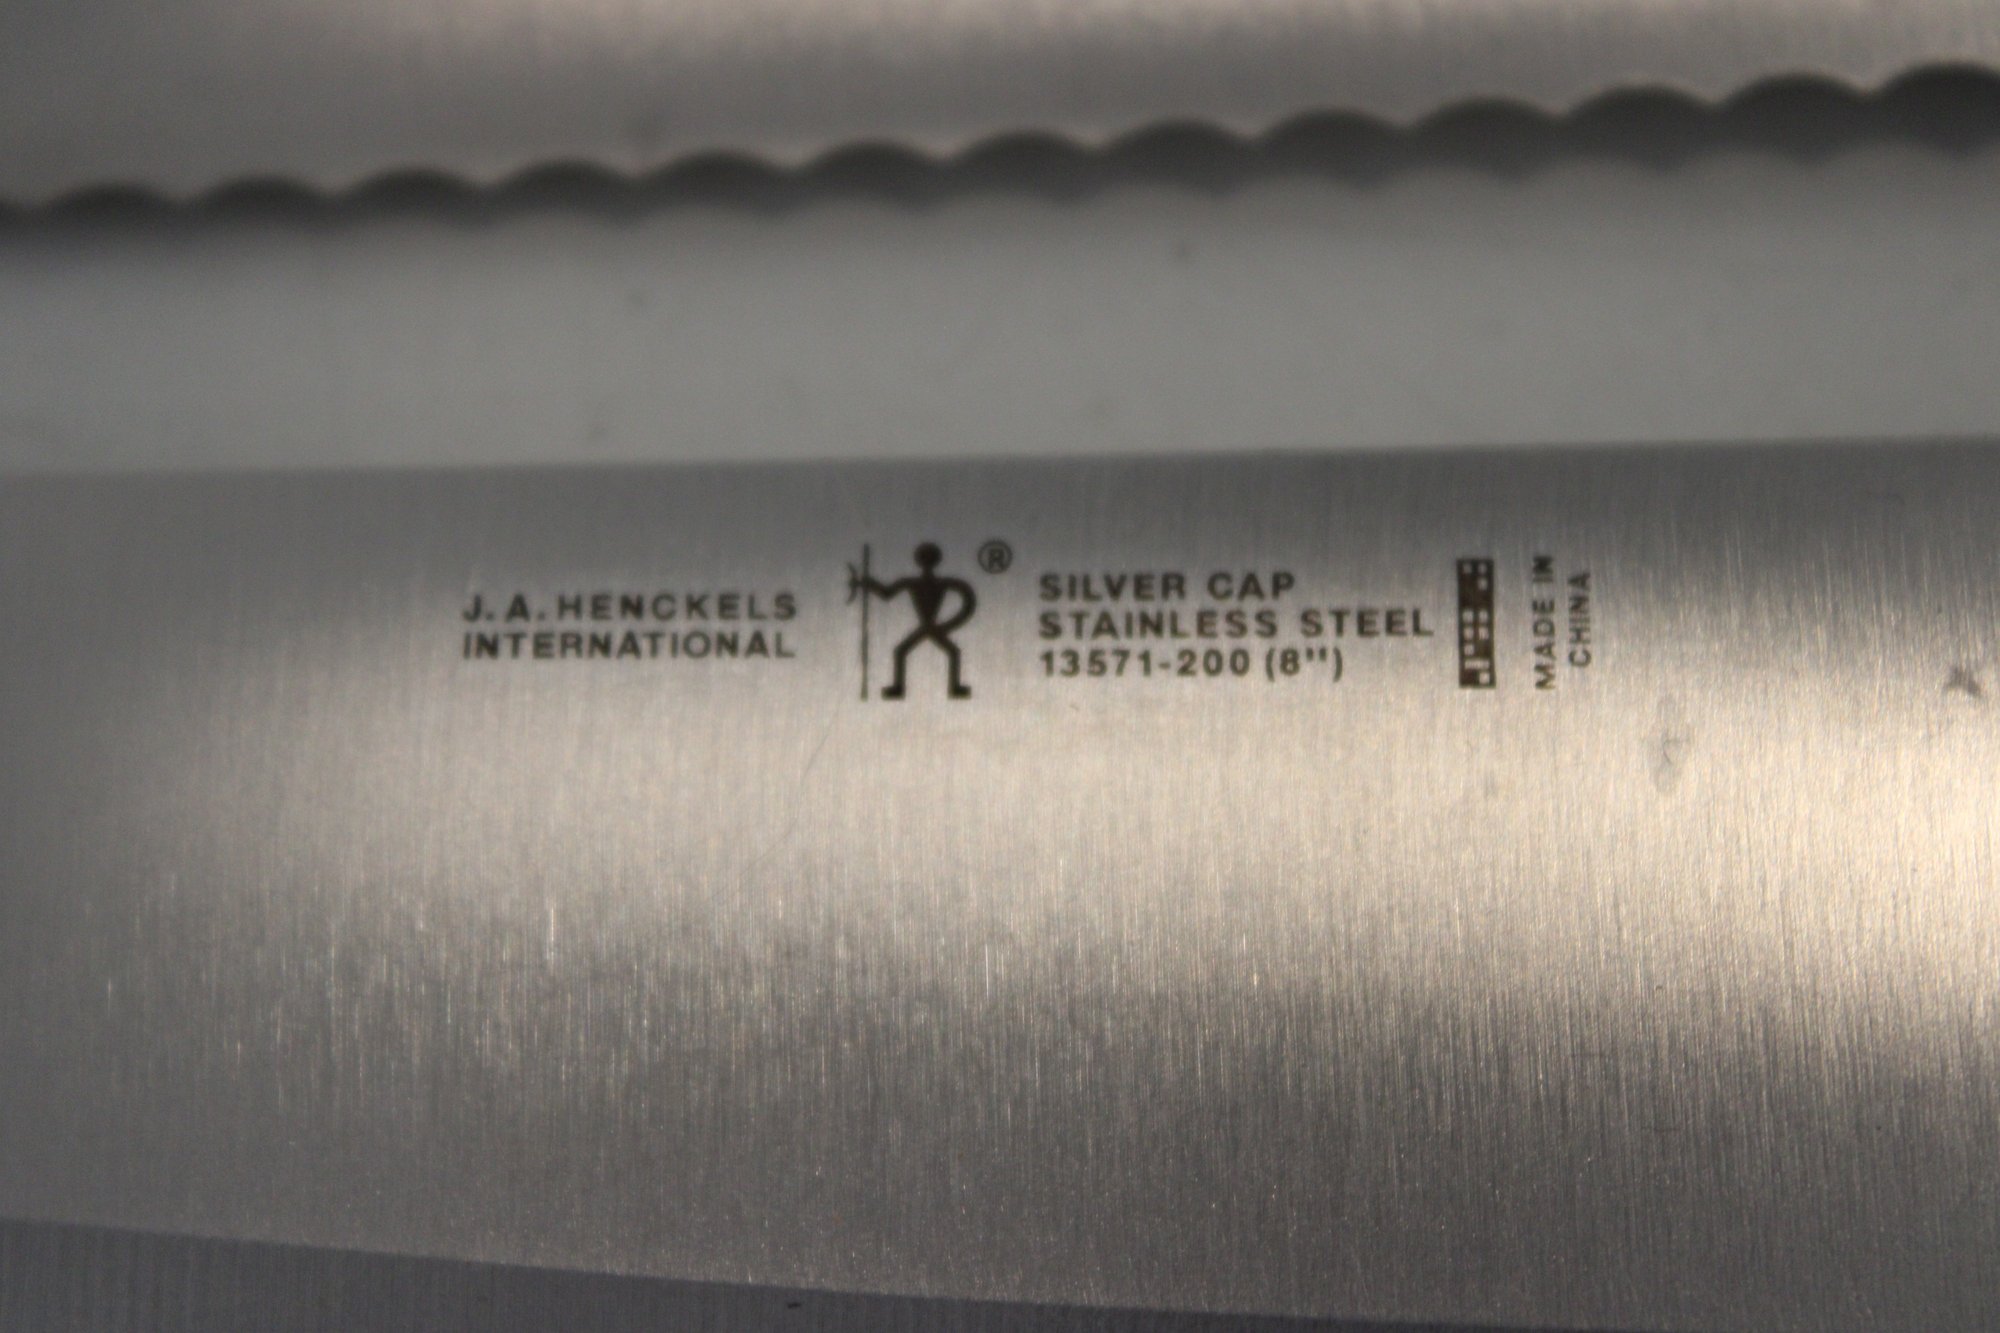 J.A. HENCKELS
INTERNATIONAL
®
SILVER CAP
STAINLESS STEEL
13571-200 (8")
MADE IN
CHINA